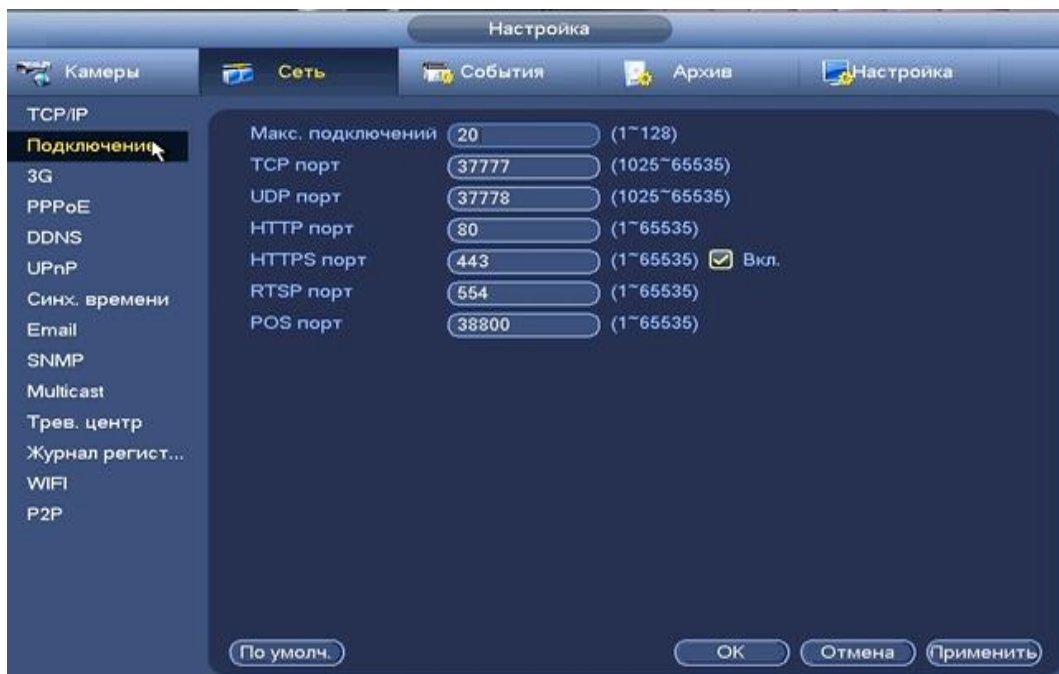 Настройка
Камеры
Сеть
События
Архив
Настройка
TCP/IP
Подключение
3G
PPPoE
DDNS
UPnP
Синх. времени
Email
SNMP
Multicast
Трев. центр
Журнал регист...
WIFI
P2P
Макс. подключений 20 (1~128)
TCP порт 37777 (1025~65535)
UDP порт 37778 (1025~65535)
HTTP порт 80 (1~65535)
HTTPS порт 443 (1~65535) Вкл.
RTSP порт 554 (1~65535)
POS порт 38800 (1~65535)
По умолч. OK Отмена Применить